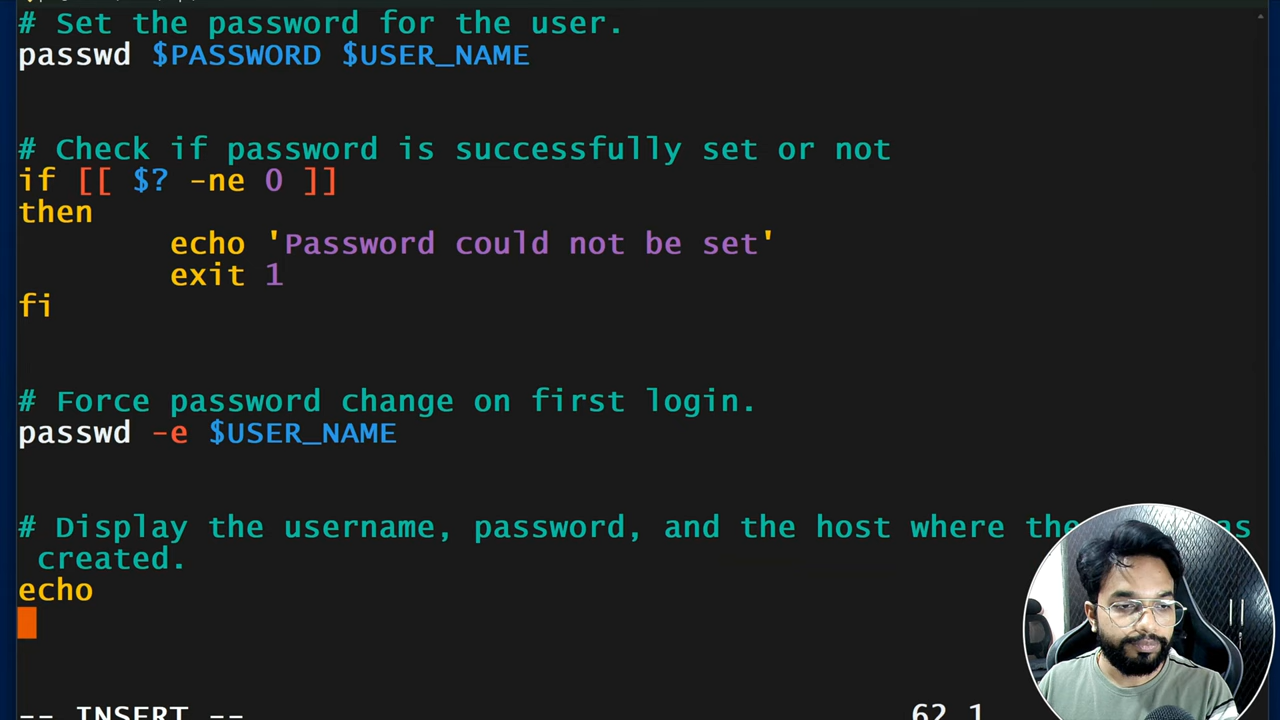 # Set the password for the user.
passwd $PASSWORD $USER_NAME
# Check if password is successfully set or not
if [[ $? -ne 0 ]]
then
echo 'Password could not be set'
exit 1
fi
# Force password change on first login.
passwd -e $USER_NAME
# Display the username, password, and the host where the
created.
echo
-- INSERT --
62,1